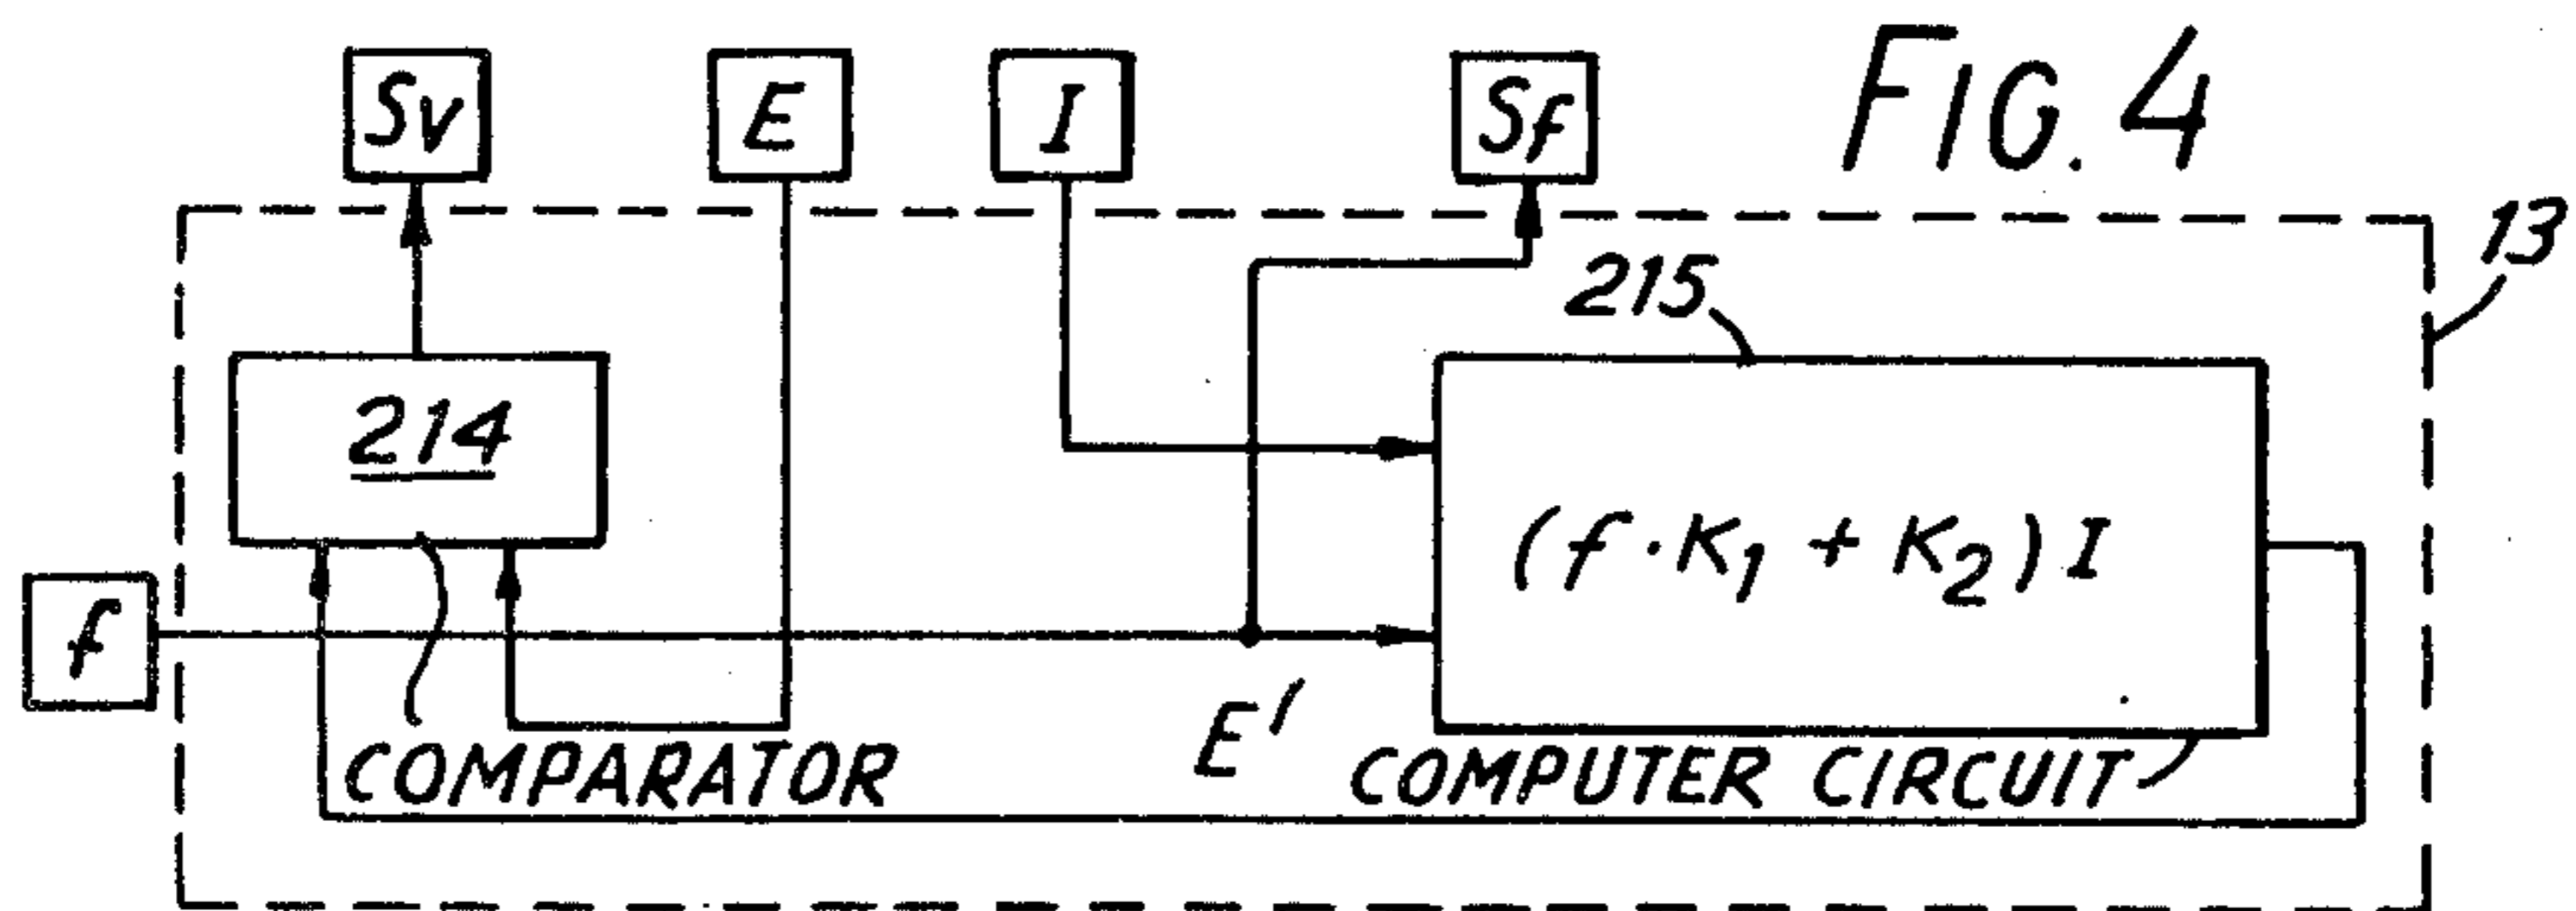 FIG. 4
Sv
E
I
Sf
13
215
214
(f · K₁ + K₂) I
f
E'
COMPARATOR
COMPUTER CIRCUIT